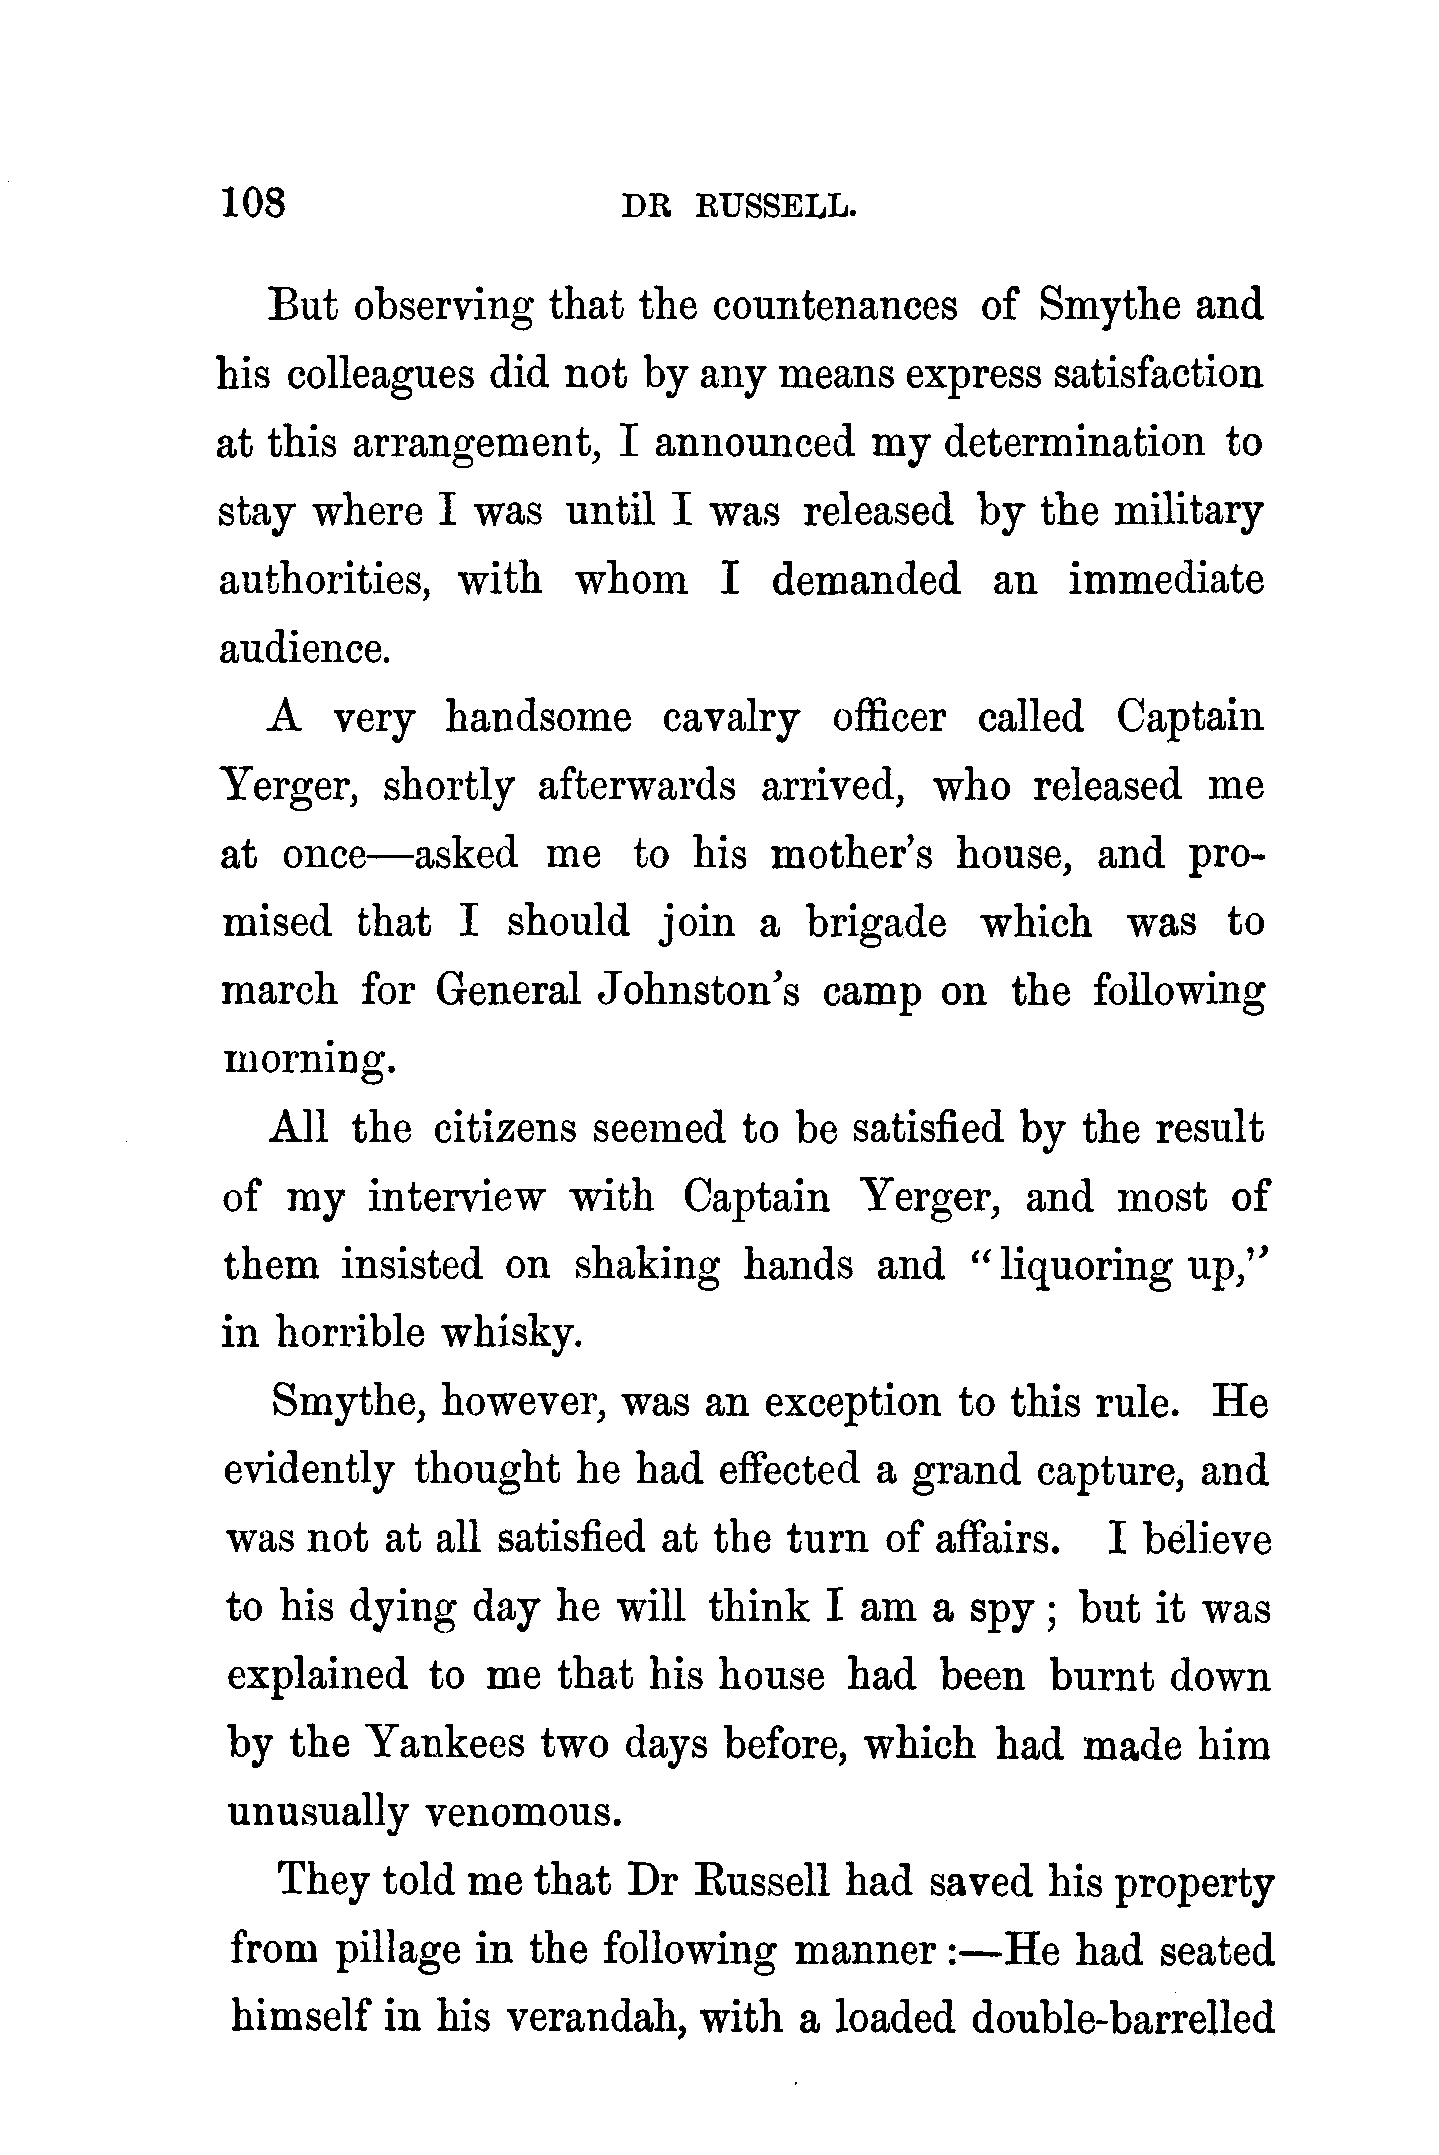 108 DR RUSSELL.
But observing that the countenances of Smythe and
his colleagues did not by any means express satisfaction
at this arrangement, I announced my determination to
stay where I was until I was released by the military
authorities, with whom I demanded an immediate
audience.
A very handsome cavalry officer called Captain
Yerger, shortly afterwards arrived, who released me
at once—asked me to his mother's house, and pro-
mised that I should join a brigade which was to
march for General Johnston's camp on the following
morning.
All the citizens seemed to be satisfied by the result
of my interview with Captain Yerger, and most of
them insisted on shaking hands and "liquoring up,"
in horrible whisky.
Smythe, however, was an exception to this rule. He
evidently thought he had effected a grand capture, and
was not at all satisfied at the turn of affairs. I believe
to his dying day he will think I am a spy; but it was
explained to me that his house had been burnt down
by the Yankees two days before, which had made him
unusually venomous.
They told me that Dr Russell had saved his property
from pillage in the following manner:—He had seated
himself in his verandah, with a loaded double-barrelled